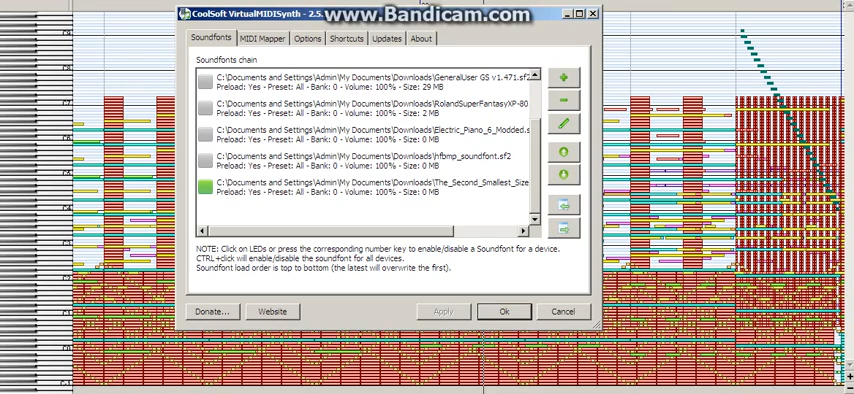 CoolSoft VirtualMIDISynth - 2.5.
www.Bandicam.com
Soundfonts
MIDI Mapper
Options
Shortcuts
Updates
About
Soundfonts chain
C:\Documents and Settings\Admin\My Documents\Downloads\GeneralUser GS v1.471.sf2
Preload: Yes - Preset: All - Bank: 0 - Volume: 100% - Size: 29 MB
C:\Documents and Settings\Admin\My Documents\Downloads\RolandSuperFantasyXP-80
Preload: Yes - Preset: All - Bank: 0 - Volume: 100% - Size: 2 MB
C:\Documents and Settings\Admin\My Documents\Downloads\Electric_Piano_6_Modded.s
Preload: Yes - Preset: All - Bank: 0 - Volume: 100% - Size: 0 MB
C:\Documents and Settings\Admin\My Documents\Downloads\hfbmp_soundfont.sf2
Preload: Yes - Preset: All - Bank: 0 - Volume: 100% - Size: 0 MB
C:\Documents and Settings\Admin\My Documents\Downloads\The_Second_Smallest_Size
Preload: Yes - Preset: All - Bank: 0 - Volume: 100% - Size: 0 MB
NOTE: Click on LEDs or press the corresponding number key to enable/disable a Soundfont for a device.
CTRL+click will enable/disable the soundfont for all devices.
Soundfont load order is top to bottom (the latest will overwrite the first).
Donate...
Website
Apply
Ok
Cancel
C9
C8
C7
C6
C5
C4
C3
C2
C1
C0
C-1